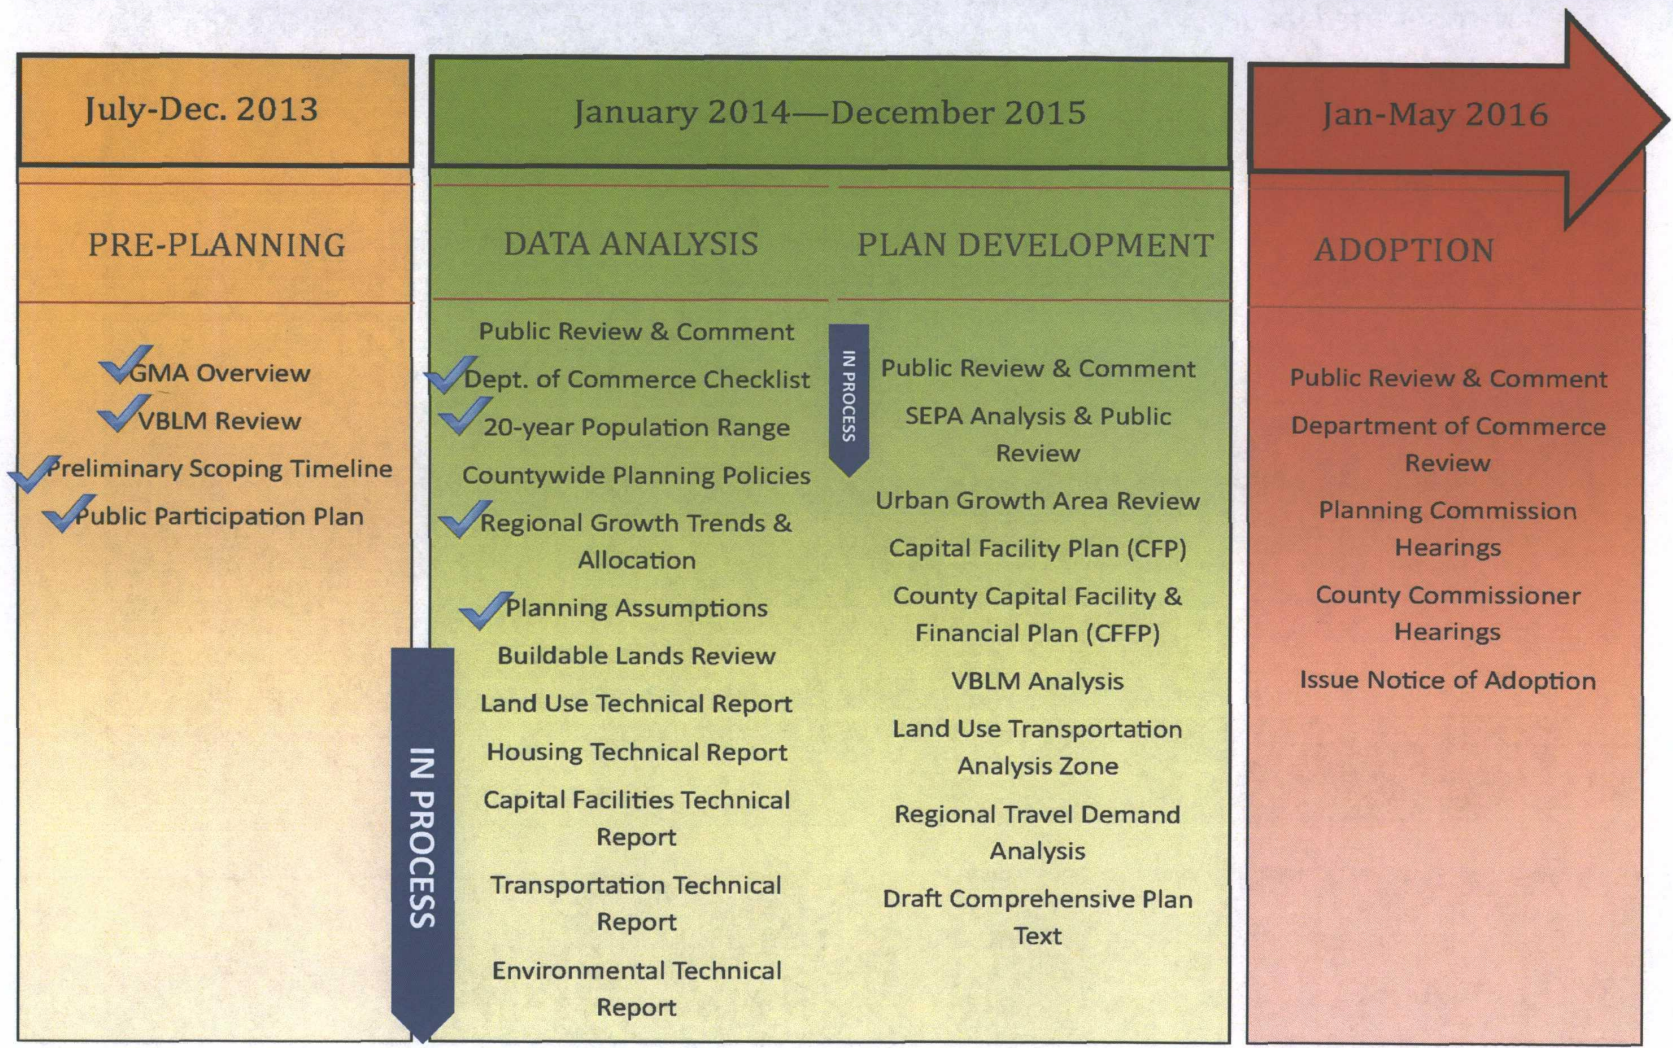 July-Dec. 2013
January 2014—December 2015
Jan-May 2016
PRE-PLANNING
DATA ANALYSIS
PLAN DEVELOPMENT
ADOPTION
GMA Overview
VBLM Review
Preliminary Scoping Timeline
Public Participation Plan
IN PROCESS
Public Review & Comment
Dept. of Commerce Checklist
20-year Population Range
Countywide Planning Policies
Regional Growth Trends &
Allocation
Planning Assumptions
Buildable Lands Review
Land Use Technical Report
Housing Technical Report
Capital Facilities Technical
Report
Transportation Technical
Report
Environmental Technical
Report
IN PROCESS
Public Review & Comment
SEPA Analysis & Public
Review
Urban Growth Area Review
Capital Facility Plan (CFP)
County Capital Facility &
Financial Plan (CFFP)
VBLM Analysis
Land Use Transportation
Analysis Zone
Regional Travel Demand
Analysis
Draft Comprehensive Plan
Text
Public Review & Comment
Department of Commerce
Review
Planning Commission
Hearings
County Commissioner
Hearings
Issue Notice of Adoption